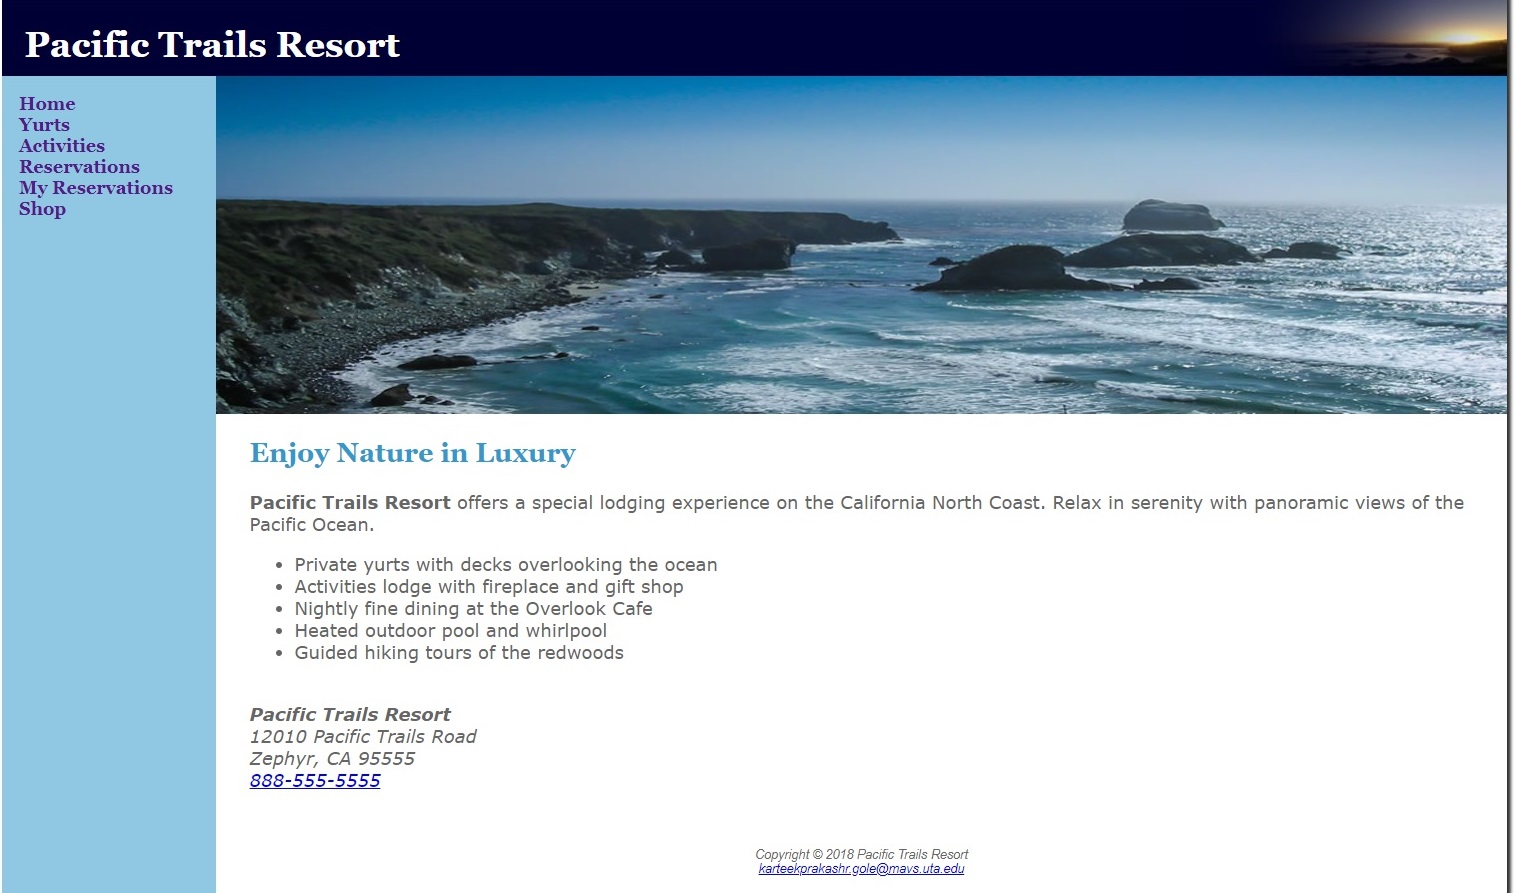 Pacific Trails Resort
Home
Yurts
Activities
Reservations
My Reservations
Shop
Enjoy Nature in Luxury
Pacific Trails Resort offers a special lodging experience on the California North Coast. Relax in serenity with panoramic views of the
Pacific Ocean.
• Private yurts with decks overlooking the ocean
• Activities lodge with fireplace and gift shop
• Nightly fine dining at the Overlook Cafe
• Heated outdoor pool and whirlpool
• Guided hiking tours of the redwoods
Pacific Trails Resort
12010 Pacific Trails Road
Zephyr, CA 95555
888-555-5555
Copyright © 2018 Pacific Trails Resort
karteekprakashr.gole@mavs.uta.edu